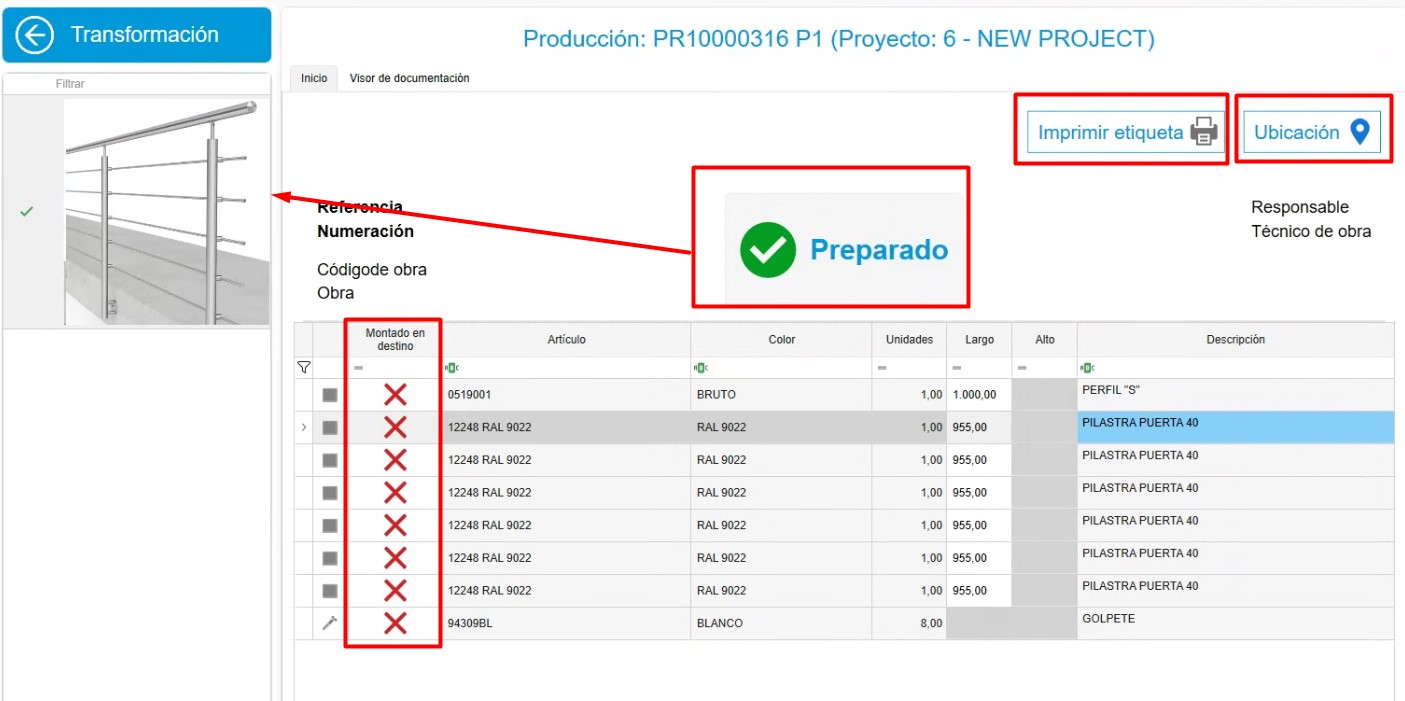 Transformación
Producción: PR10000316 P1 (Proyecto: 6 - NEW PROJECT)
Filtrar
Inicio Visor de documentación
Imprimir etiqueta Ubicación
Referencia
Numeración
Códigode obra
Obra
Preparado
Responsable
Técnico de obra
Montado en
destino Artículo Color Unidades Largo Alto Descripción
0519001 BRUTO 1,00 1.000,00 PERFIL "S"
12248 RAL 9022 RAL 9022 1,00 955,00 PILASTRA PUERTA 40
12248 RAL 9022 RAL 9022 1,00 955,00 PILASTRA PUERTA 40
12248 RAL 9022 RAL 9022 1,00 955,00 PILASTRA PUERTA 40
12248 RAL 9022 RAL 9022 1,00 955,00 PILASTRA PUERTA 40
12248 RAL 9022 RAL 9022 1,00 955,00 PILASTRA PUERTA 40
12248 RAL 9022 RAL 9022 1,00 955,00 PILASTRA PUERTA 40
94309BL BLANCO 8,00 GOLPETE